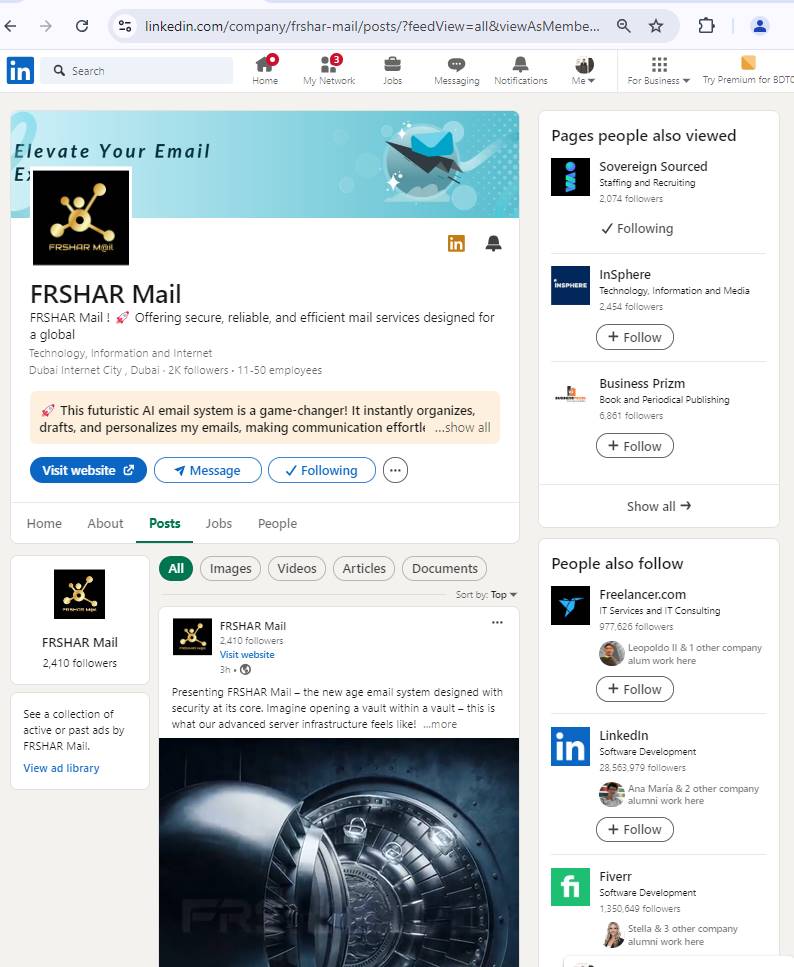 linkedin.com/company/frshar-mail/posts/?feedView=all&viewAsMembe...
in
Search
Home
3
My Network
Jobs
Messaging
Notifications
Me
For Business
Try Premium for BDT0
Elevate Your Email
FRSHAR M@iL
in
FRSHAR Mail
FRSHAR Mail ! 🚀 Offering secure, reliable, and efficient mail services designed for
a global
Technology, Information and Internet
Dubai Internet City , Dubai · 2K followers · 11-50 employees
🚀 This futuristic AI email system is a game-changer! It instantly organizes,
drafts, and personalizes my emails, making communication effortle ...show all
Visit website
Message
✓ Following
Home
About
Posts
Jobs
People
FRSHAR M@iL
FRSHAR Mail
2,410 followers
See a collection of
active or past ads by
FRSHAR Mail.
View ad library
All
Images
Videos
Articles
Documents
Sort by: Top
FRSHAR Mail
2,410 followers
Visit website
3h •
Presenting FRSHAR Mail – the new age email system designed with
security at its core. Imagine opening a vault within a vault – this is
what our advanced server infrastructure feels like! ...more
Pages people also viewed
Sovereign Sourced
Staffing and Recruiting
2,074 followers
✓ Following
INSPHERE
InSphere
Technology, Information and Media
2,454 followers
+ Follow
Business Prizm
Book and Periodical Publishing
6,861 followers
+ Follow
Show all →
People also follow
Freelancer.com
IT Services and IT Consulting
977,626 followers
Leopoldo II & 1 other company
alum work here
+ Follow
in
LinkedIn
Software Development
28,563,979 followers
Ana María & 2 other company
alumni work here
+ Follow
fi
Fiverr
Software Development
1,350,649 followers
Stella & 3 other company
alumni work here